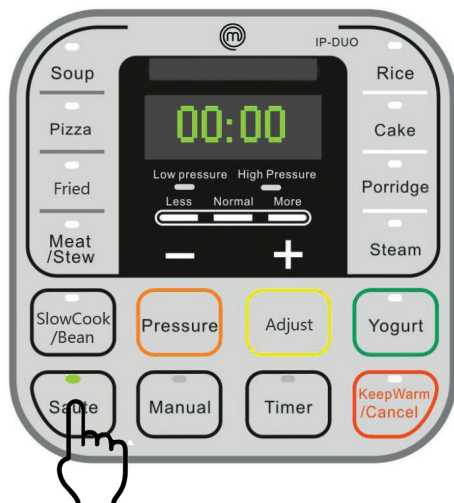 IP-DUO
Soup
Rice
Pizza
Cake
00:00
Low pressure High Pressure
Less Normal More
Fried
Porridge
Meat
/Stew
Steam
− +
SlowCook
/Bean
Pressure
Adjust
Yogurt
Saute
Manual
Timer
KeepWarm
/Cancel